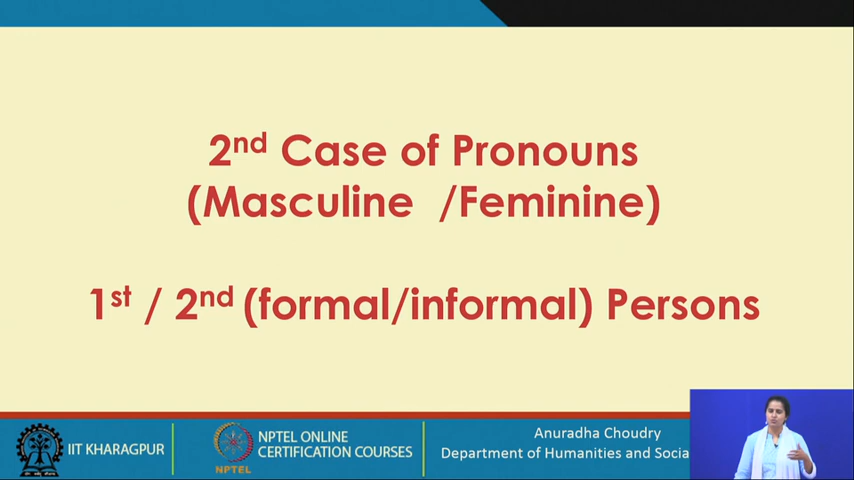 2nd Case of Pronouns
(Masculine /Feminine)
1st / 2nd (formal/informal) Persons
IIT KHARAGPUR
NPTEL
NPTEL ONLINE
CERTIFICATION COURSES
Anuradha Choudry
Department of Humanities and Socia